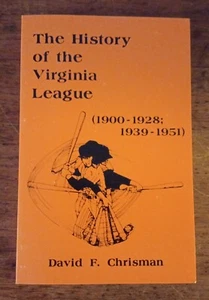 The History
of the
Virginia
League
(1900-1928;
1939-1951)
David F. Chrisman